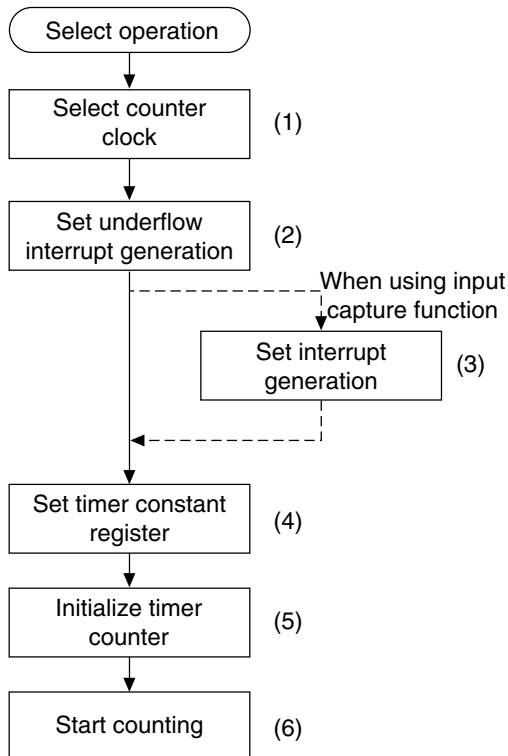 Select operation
Select counter
clock
(1)
Set underflow
interrupt generation
(2)
When using input
capture function
Set interrupt
generation
(3)
Set timer constant
register
(4)
Initialize timer
counter
(5)
Start counting
(6)